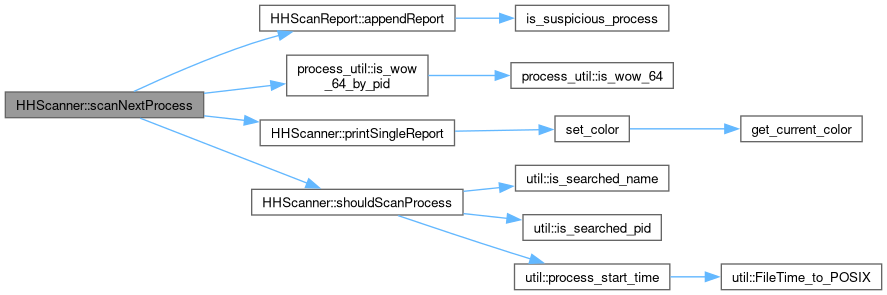 HHScanReport::appendReport
is_suspicious_process
process_util::is_wow
_64_by_pid
process_util::is_wow_64
HHScanner::scanNextProcess
HHScanner::printSingleReport
set_color
get_current_color
HHScanner::shouldScanProcess
util::is_searched_name
util::is_searched_pid
util::process_start_time
util::FileTime_to_POSIX